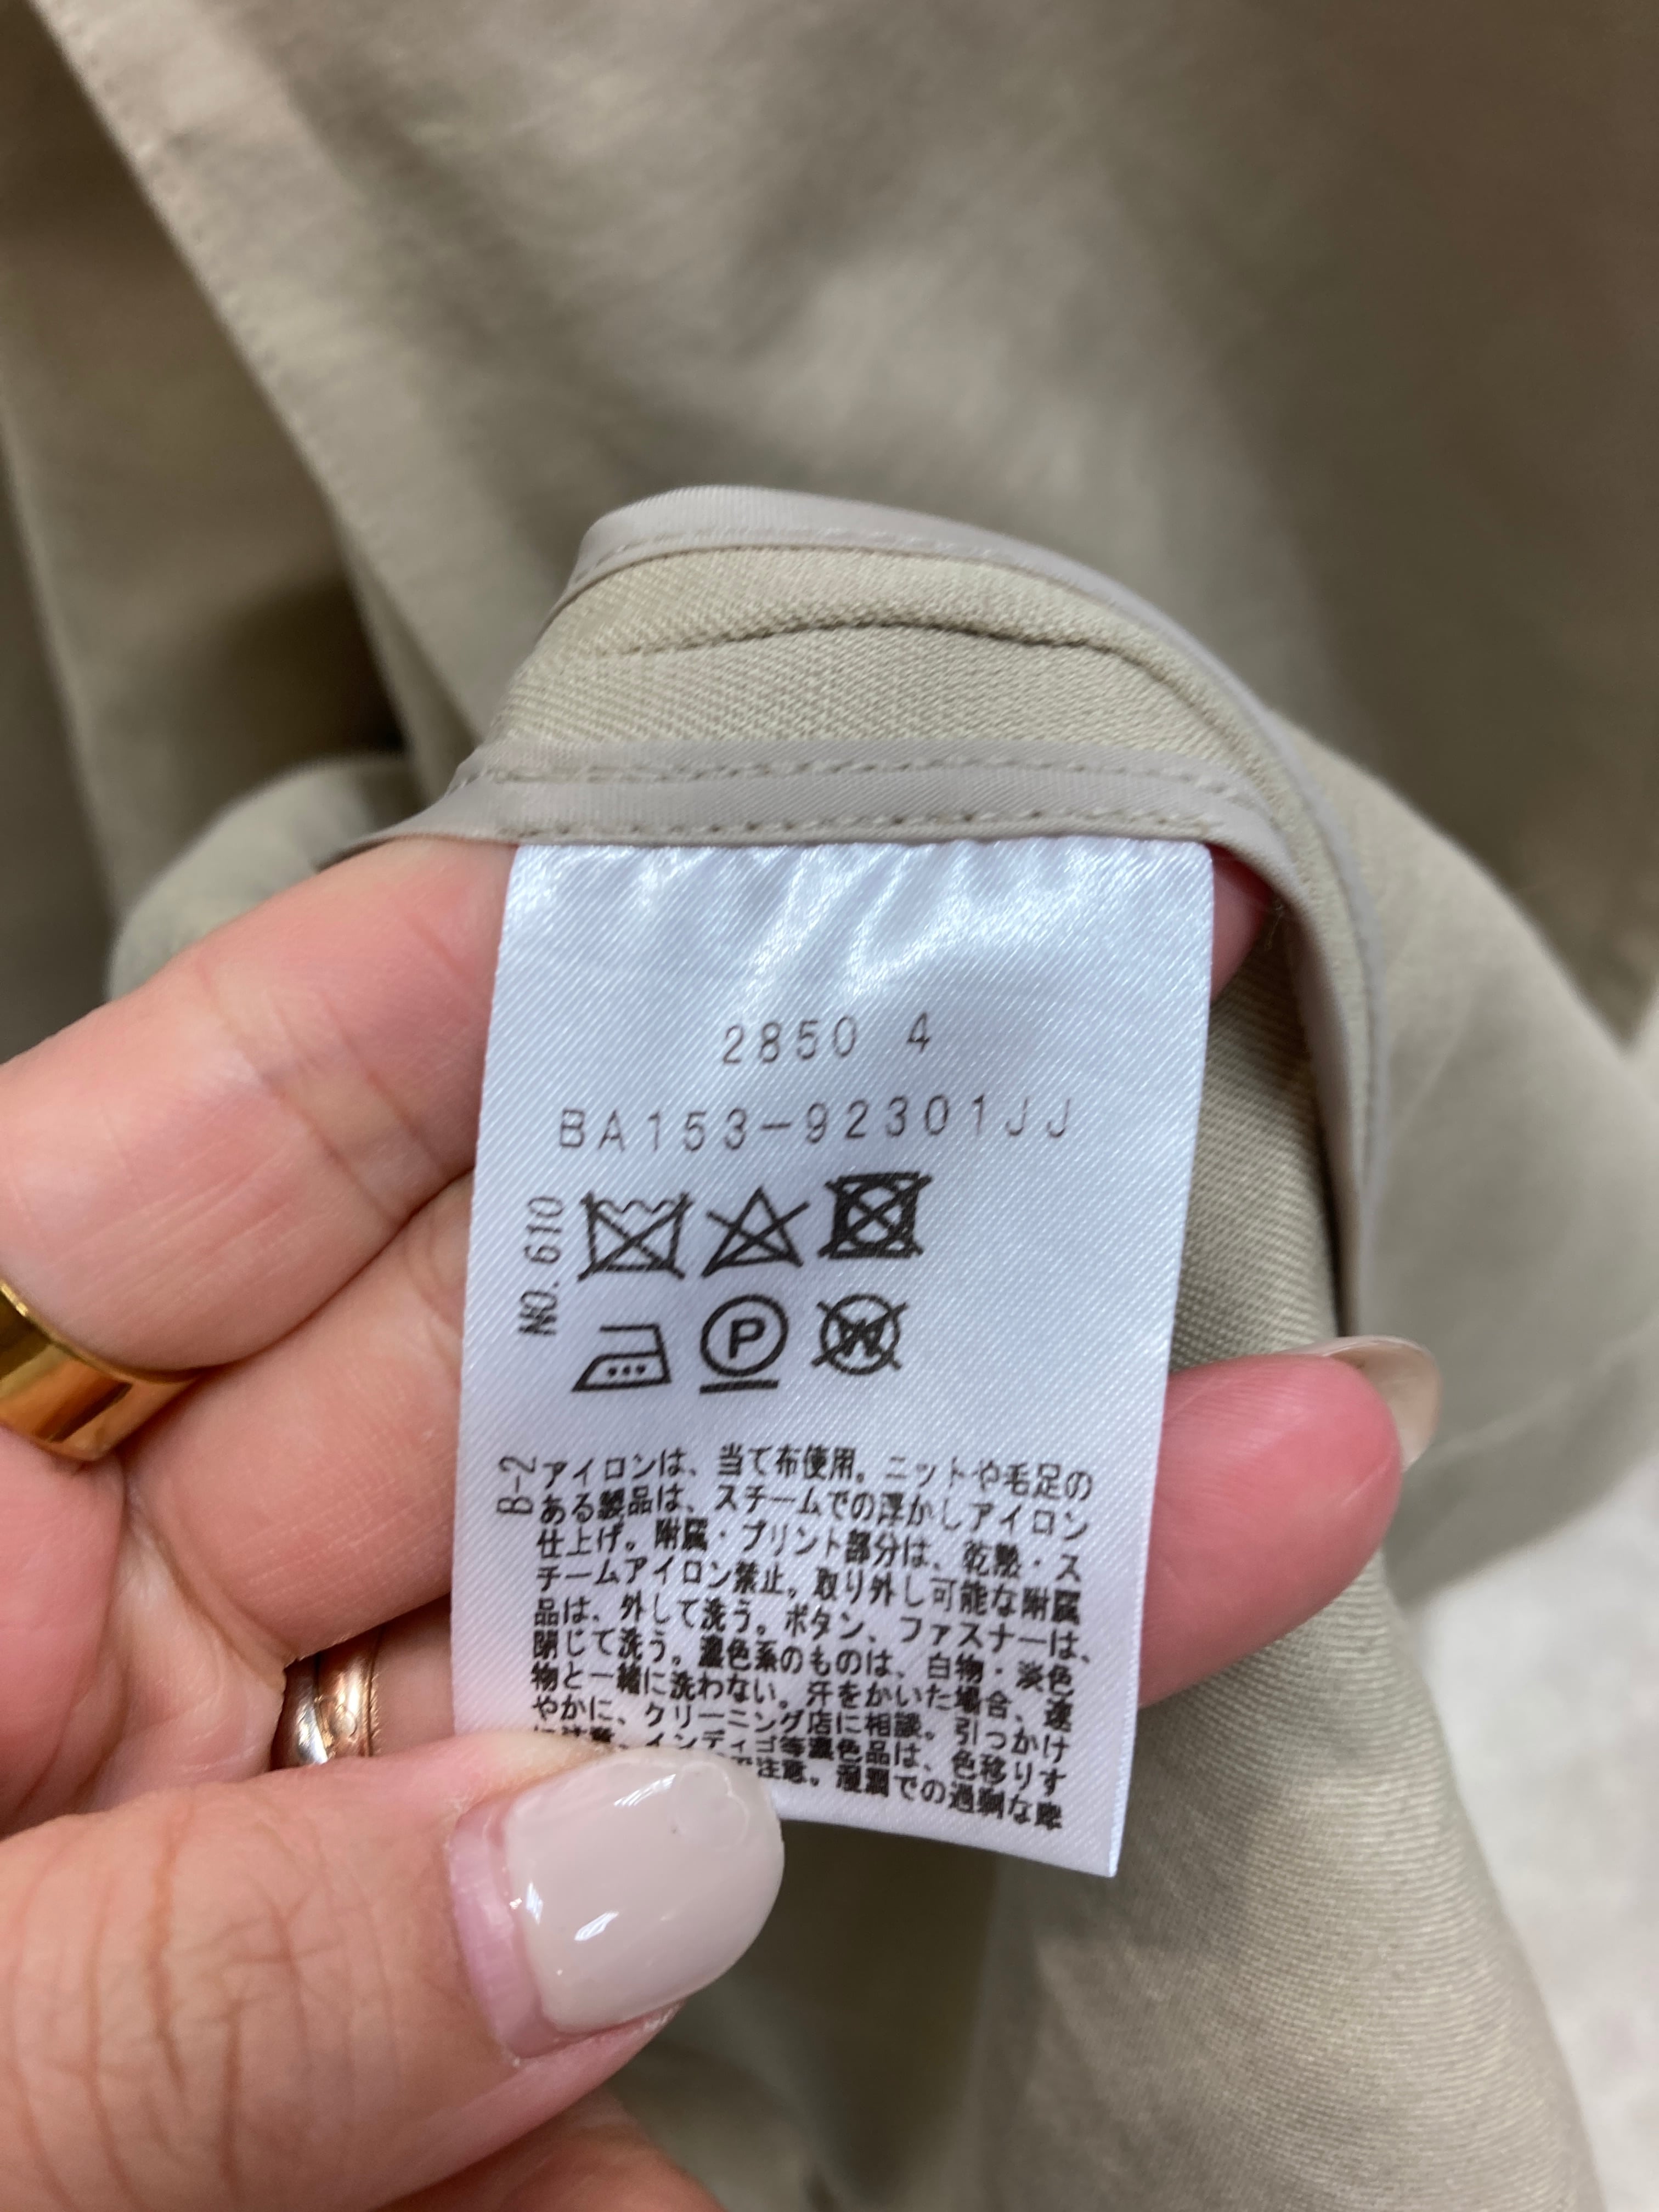 2850 4
BA153-92301JJ
NO. 610
P
W
B-2
アイロンは、当て布使用。ニットや毛足の
ある製品は、スチームでの浮かしアイロン
仕上げ。附属・プリント部分は、乾熱・ス
チームアイロン禁止。取り外し可能な附属
品は、外して洗う。ボタン、ファスナーは、
閉じて洗う。濃色系のものは、白物・淡色
物と一緒に洗わない。汗をかいた場合、速
やかに、クリーニング店に相談。引っかけ
に注意。インディゴ等濃色品は、色移りす
で注意。湿潤での過剰な摩